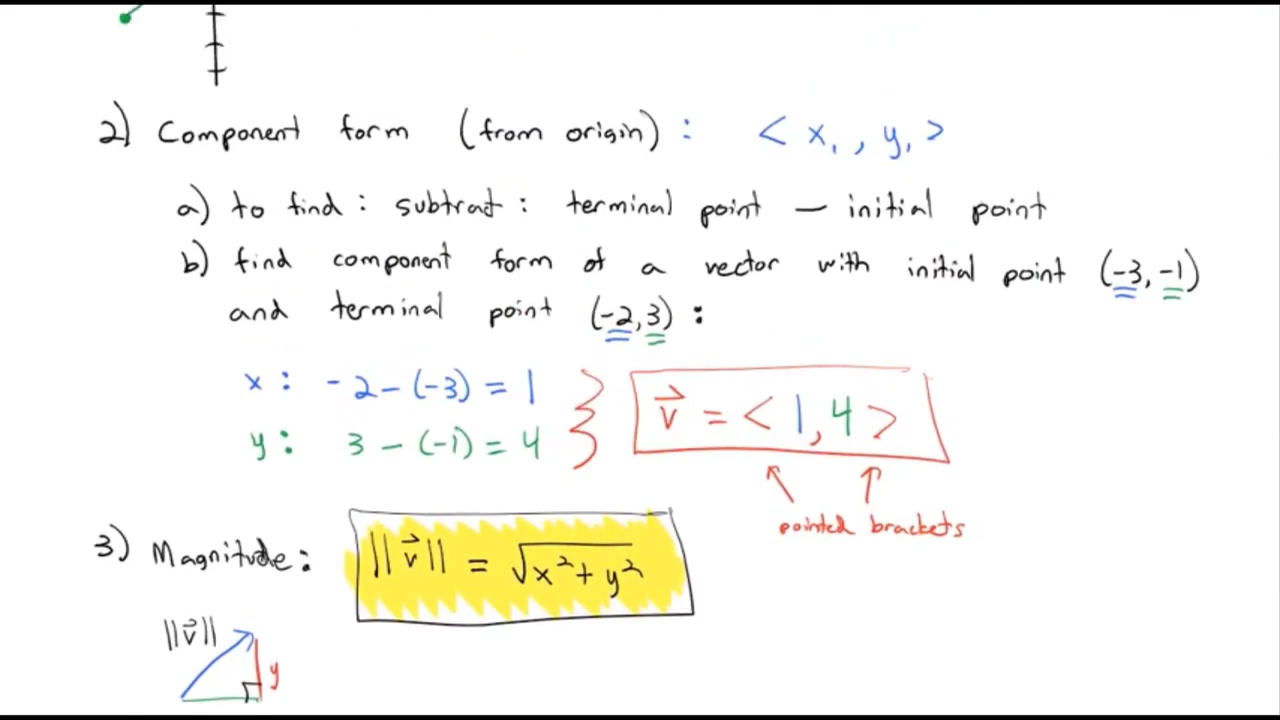 2) Component form (from origin) : < x₁ , y₁ >
a) to find : subtract : terminal point — initial point
b) find component form of a vector with initial point (-3, -1)
and terminal point (-2, 3) :
x : -2 - (-3) = 1
y : 3 - (-1) = 4
v⃗ = < 1, 4 >
pointed brackets
3) Magnitude : ||v⃗|| = √x² + y²
||v⃗||
y